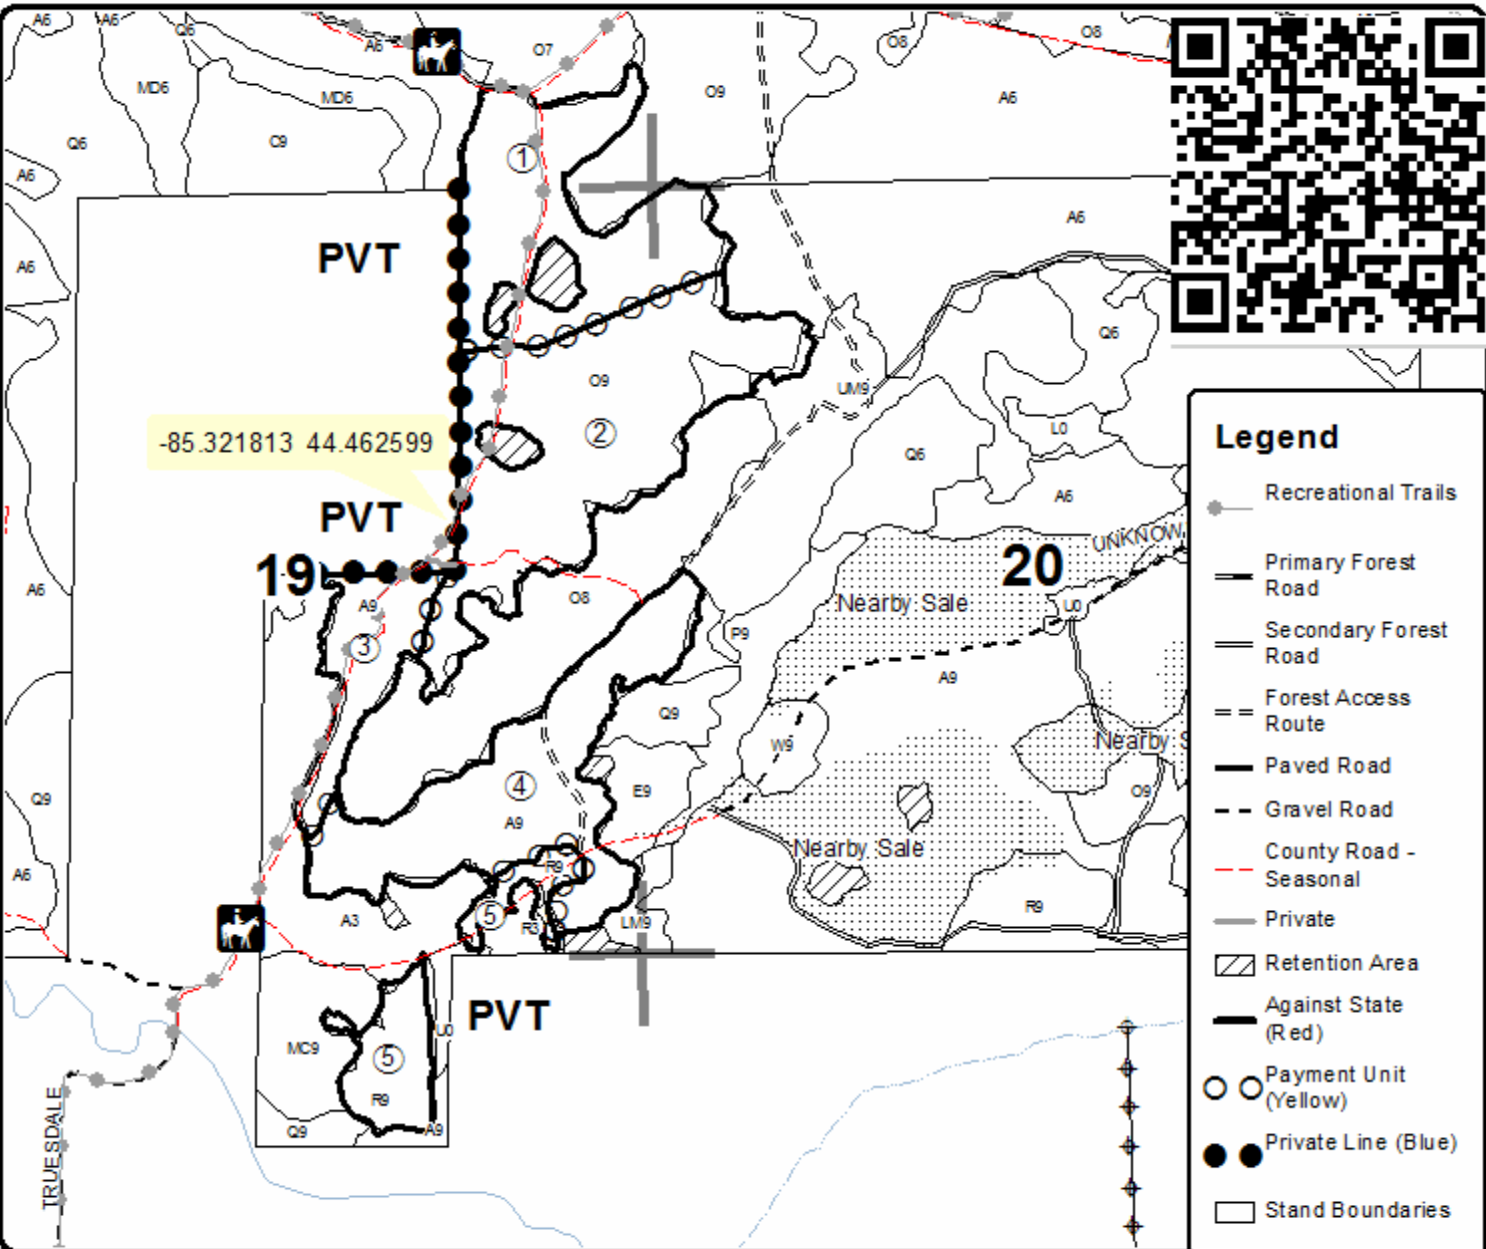 A6
A6
Q6
A6
O7
O8
O8
MD6
MD6
O9
A6
Q6
C9
A6
1
A6
PVT
A6
Q6
O9
UM9
2
L0
-85.321813 44.462599
Q6
A6
PVT
UNKNOW
19
20
A6
A9
O8
Nearby Sale
U0
3
P9
A9
Q9
W9
Nearby S
Q9
4
E9
O9
A9
Nearby Sale
A6
R9
A3
5
R3
LM9
R9
PVT
U0
MC9
5
R9
Q9
A9
TRUESDALE
Legend
Recreational Trails
Primary Forest
Road
Secondary Forest
Road
Forest Access
Route
Paved Road
Gravel Road
County Road -
Seasonal
Private
Retention Area
Against State
(Red)
Payment Unit
(Yellow)
Private Line (Blue)
Stand Boundaries